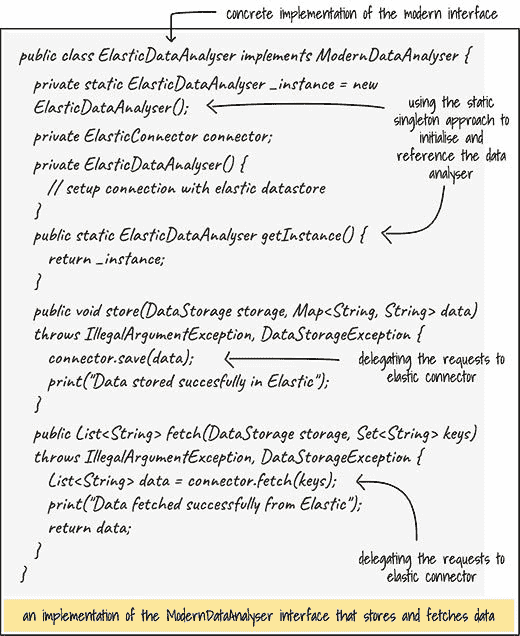 concrete implementation of the modern interface
public class ElasticDataAnalyser implements ModernDataAnalyser {
private static ElasticDataAnalyser _instance = new
ElasticDataAnalyser();
using the static
singleton approach to
initialise and
reference the data
analyser
private ElasticConnector connector;
private ElasticDataAnalyser() {
// setup connection with elastic datastore
}
public static ElasticDataAnalyser getInstance() {
return _instance;
}
public void store(DataStorage storage, Map<String, String> data)
throws IllegalArgumentException, DataStorageException {
connector.save(data);
print("Data stored succesfully in Elastic");
delegating the requests to
elastic connector
}
public List<String> fetch(DataStorage storage, Set<String> keys)
throws IllegalArgumentException, DataStorageException {
List<String> data = connector.fetch(keys);
print("Data fetched successfully from Elastic");
return data;
}
delegating the requests to
elastic connector
}
an implementation of the ModernDataAnalyser interface that stores and fetches data